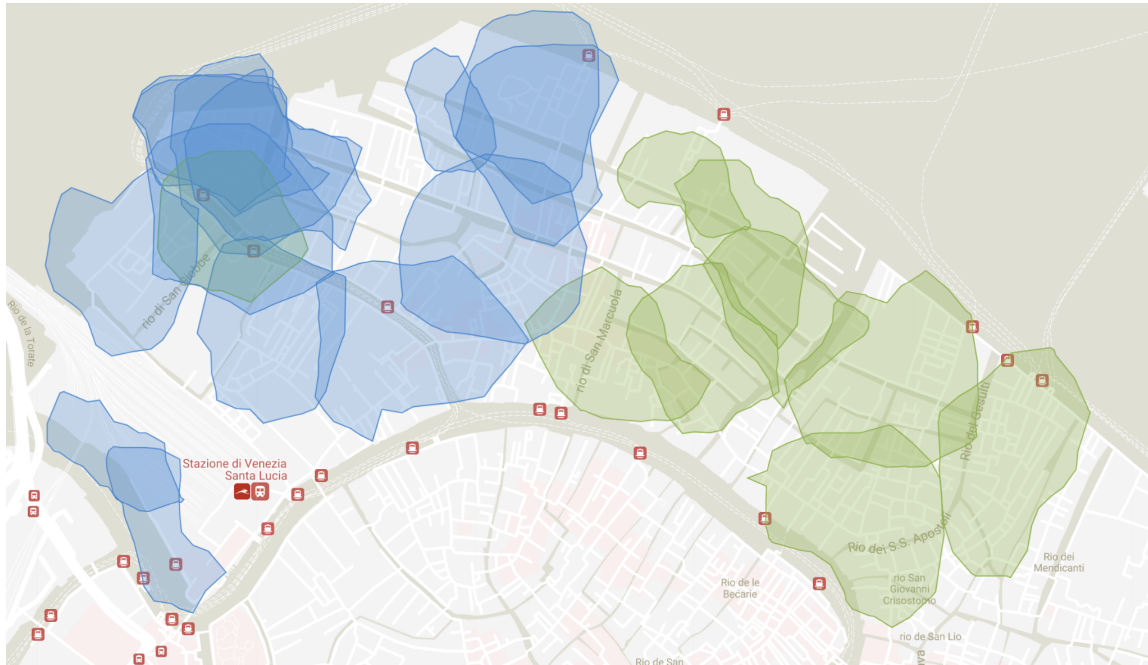 Rio de la Torate
rio di San Giobbe
rio di San Marcuola
Rio dei Gesuiti
Stazione di Venezia
Santa Lucia
Rio dei S.S. Apostoli
Rio dei
Mendicanti
Rio de le
Becarie
rio San
Giovanni
Crisostomo
rio de San Lio
Rio de San